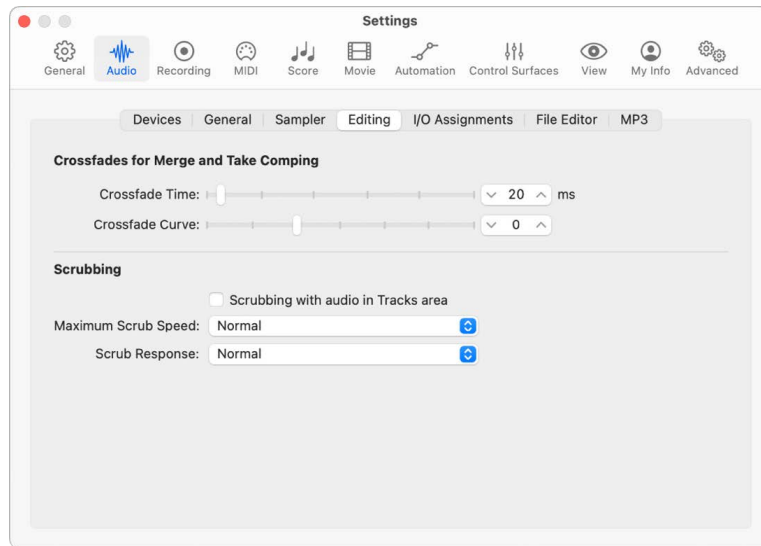 Settings
General Audio Recording MIDI Score Movie Automation Control Surfaces View My Info Advanced
Devices General Sampler Editing I/O Assignments File Editor MP3
Crossfades for Merge and Take Comping
Crossfade Time: 20 ms
Crossfade Curve: 0
Scrubbing
Scrubbing with audio in Tracks area
Maximum Scrub Speed: Normal
Scrub Response: Normal